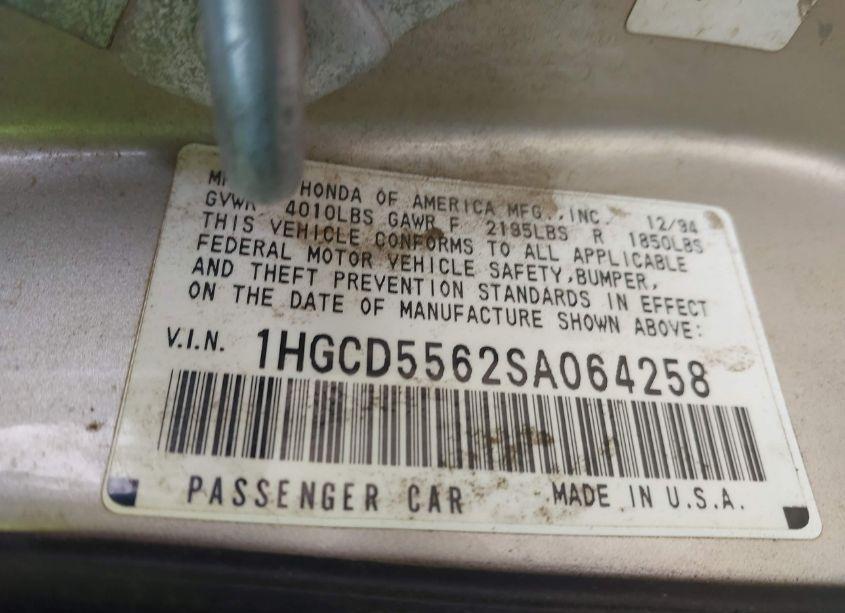 HONDA OF AMERICA MFG., INC. 12/94
GVWR 4010LBS GAWR F 2195LBS R 1850LBS
THIS VEHICLE CONFORMS TO ALL APPLICABLE
FEDERAL MOTOR VEHICLE SAFETY, BUMPER,
AND THEFT PREVENTION STANDARDS IN EFFECT
ON THE DATE OF MANUFACTURE SHOWN ABOVE:
V.I.N. 1HGCD5562SA064258
PASSENGER CAR MADE IN U.S.A.